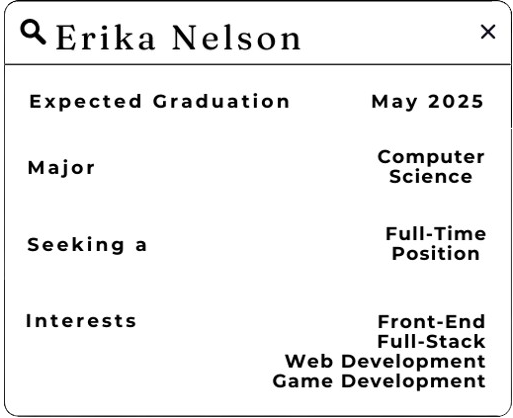 Erika Nelson
Expected Graduation May 2025
Major Computer
Science
Seeking a Full-Time
Position
Interests Front-End
Full-Stack
Web Development
Game Development